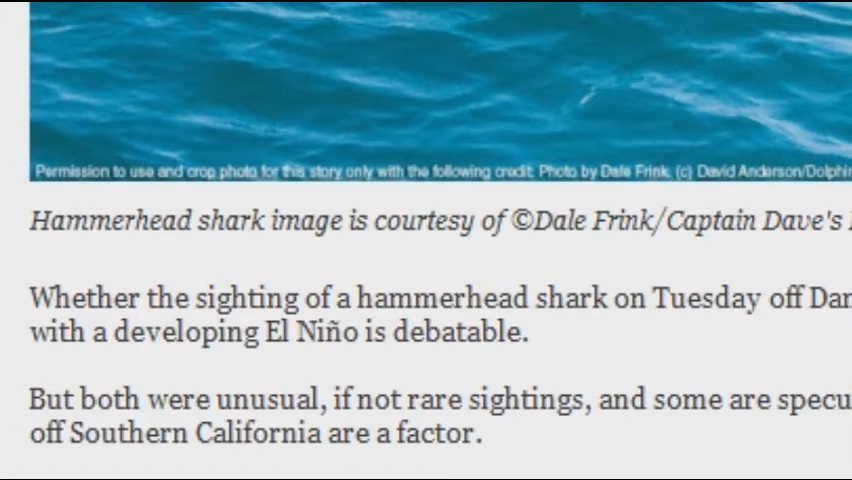 Permission to use and crop photo for this story only with the following credit: Photo by Dale Frink. (c) David Anderson/Dolphin
Hammerhead shark image is courtesy of ©Dale Frink/Captain Dave's
Whether the sighting of a hammerhead shark on Tuesday off Dan
with a developing El Niño is debatable.
But both were unusual, if not rare sightings, and some are specu
off Southern California are a factor.